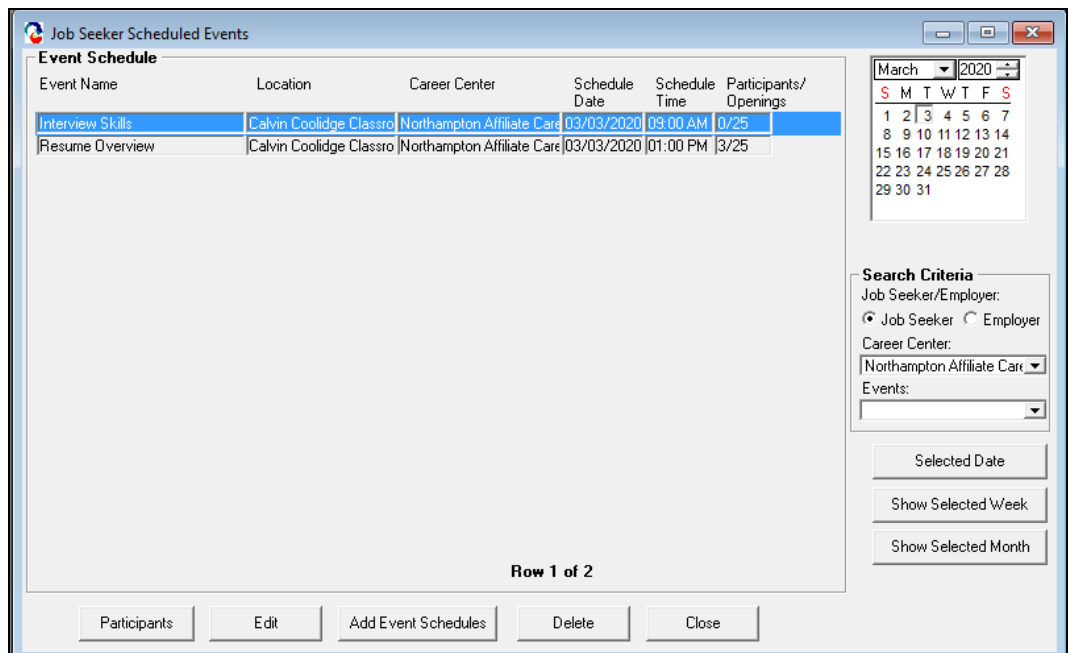 Job Seeker Scheduled Events
Event Schedule
Event Name Location Career Center Schedule Date Schedule Time Participants/ Openings
Interview Skills Calvin Coolidge Classro Northampton Affiliate Care 03/03/2020 09:00 AM 0/25
Resume Overview Calvin Coolidge Classro Northampton Affiliate Care 03/03/2020 01:00 PM 3/25
Row 1 of 2
March 2020
S M T W T F S
1 2 3 4 5 6 7
8 9 10 11 12 13 14
15 16 17 18 19 20 21
22 23 24 25 26 27 28
29 30 31
Search Criteria
Job Seeker/Employer:
Job Seeker Employer
Career Center:
Northampton Affiliate Care
Events:
Selected Date
Show Selected Week
Show Selected Month
Participants Edit Add Event Schedules Delete Close